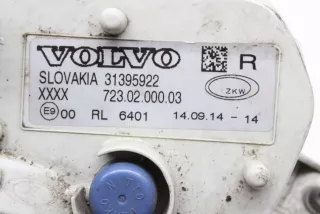 VOLVO R
SLOVAKIA 31395922
XXXX 723.02.000.03 ZKW
E9 00 RL 6401 14.09.14 - 14